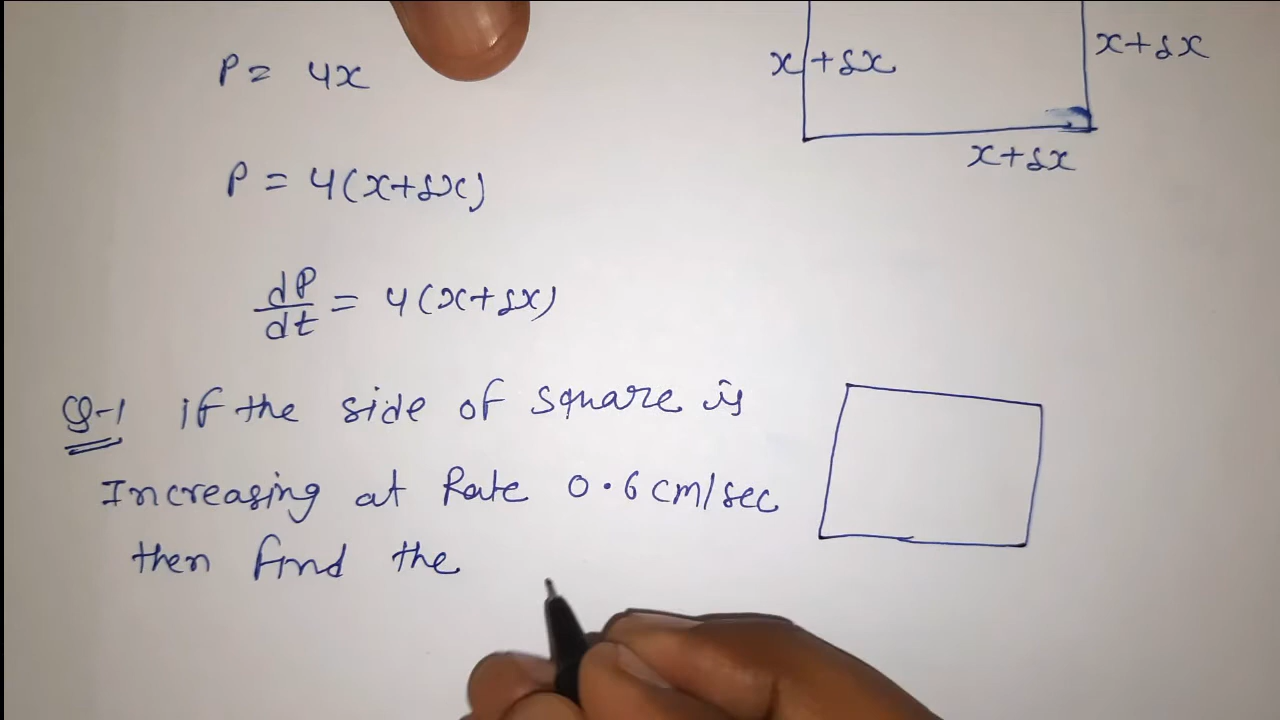 P = 4x
x+δx
x+δx
x+δx
P = 4(x+δx)
dP/dt = 4(x+δx)
Q-1 if the side of square is
Increasing at Rate 0.6 cm/sec
then find the